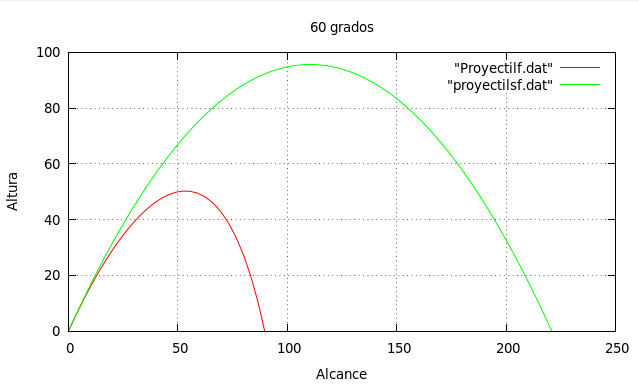 60 grados
"Proyectilf.dat"
"proyectilsf.dat"
100
80
60
40
20
0
Altura
0 50 100 150 200 250
Alcance